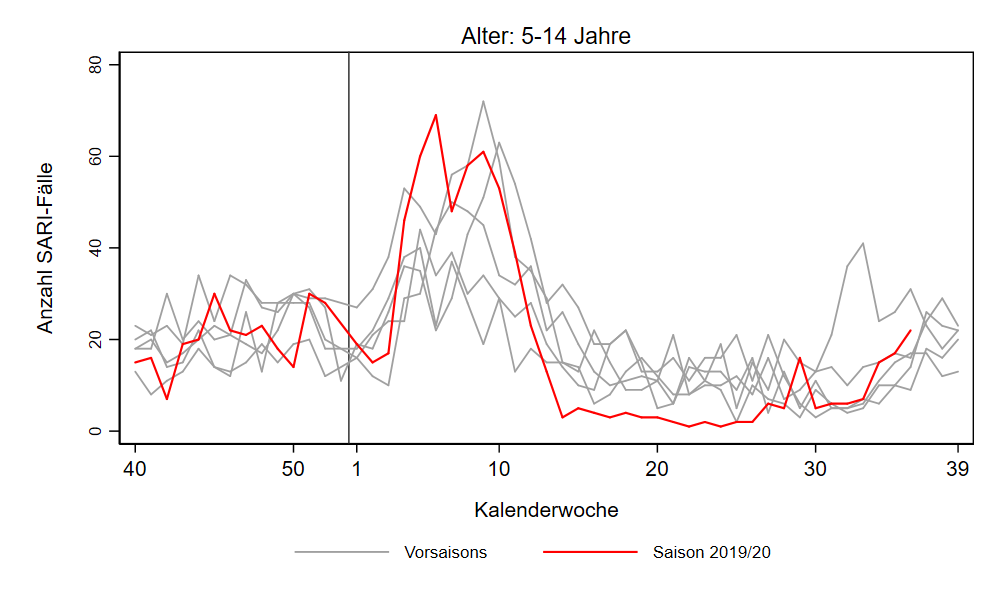 Alter: 5-14 Jahre
Anzahl SARI-Fälle
80
60
40
20
0
40 50 1 10 20 30 39
Kalenderwoche
Vorsaisons Saison 2019/20